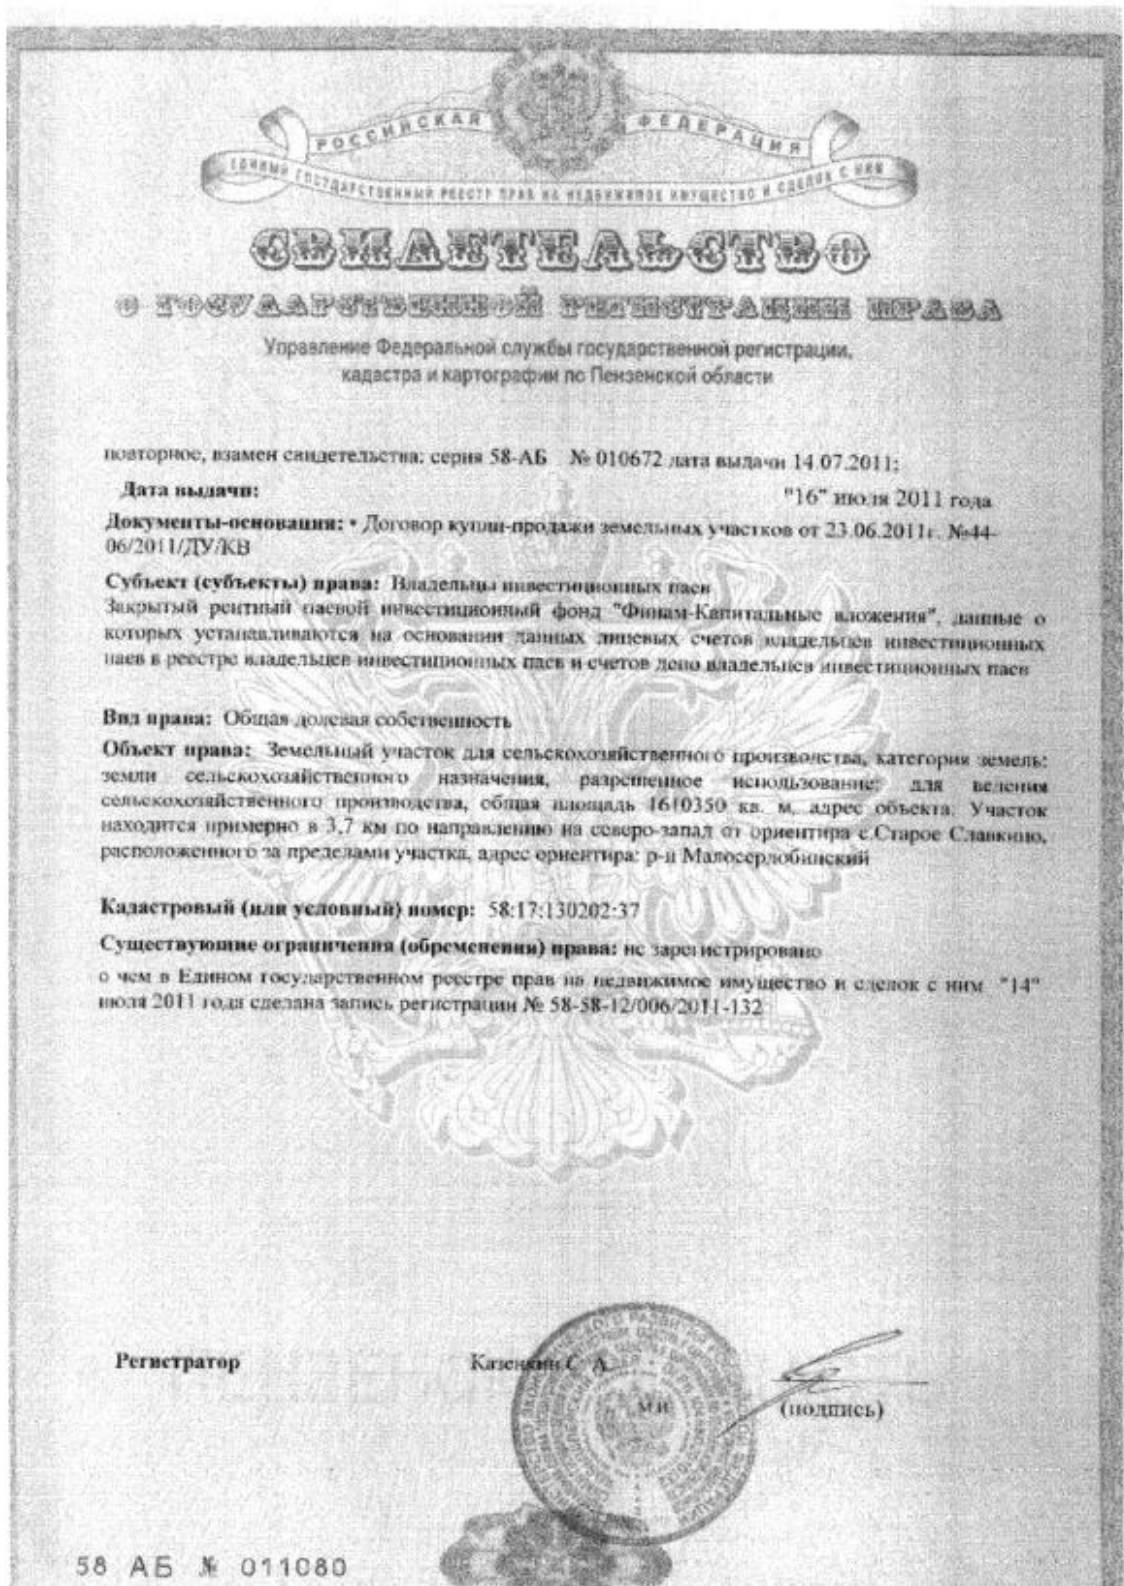 РОССИЙСКАЯ ФЕДЕРАЦИЯ
ЕДИНЫЙ ГОСУДАРСТВЕННЫЙ РЕЕСТР ПРАВ НА НЕДВИЖИМОЕ ИМУЩЕСТВО И СДЕЛОК С НИМ
СВИДЕТЕЛЬСТВО
О ГОСУДАРСТВЕННОЙ РЕГИСТРАЦИИ ПРАВА
Управление Федеральной службы государственной регистрации,
кадастра и картографии по Пензенской области
повторное, взамен свидетельства: серия 58-АБ № 010672 дата выдачи 14.07.2011;
Дата выдачи: "16" июля 2011 года
Документы-основания: • Договор купли-продажи земельных участков от 23.06.2011г. №44-
06/2011/ДУ/КВ
Субъект (субъекты) права: Владельцы инвестиционных паев
Закрытый рентный паевой инвестиционный фонд "Финам-Капитальные вложения", данные о
которых устанавливаются на основании данных лицевых счетов владельцев инвестиционных
паев в реестре владельцев инвестиционных паев и счетов депо владельцев инвестиционных паев
Вид права: Общая долевая собственность
Объект права: Земельный участок для сельскохозяйственного производства, категория земель:
земли сельскохозяйственного назначения, разрешенное использование: для ведения
сельскохозяйственного производства, общая площадь 1610350 кв. м, адрес объекта: Участок
находится примерно в 3,7 км по направлению на северо-запад от ориентира с.Старое Славкино,
расположенного за пределами участка, адрес ориентира: р-н Малосердобинский
Кадастровый (или условный) номер: 58:17:130202:37
Существующие ограничения (обременения) права: не зарегистрировано
о чем в Едином государственном реестре прав на недвижимое имущество и сделок с ним "14"
июля 2011 года сделана запись регистрации № 58-58-12/006/2011-132
Регистратор Казенкин С. А.
(подпись)
58 АБ № 011080